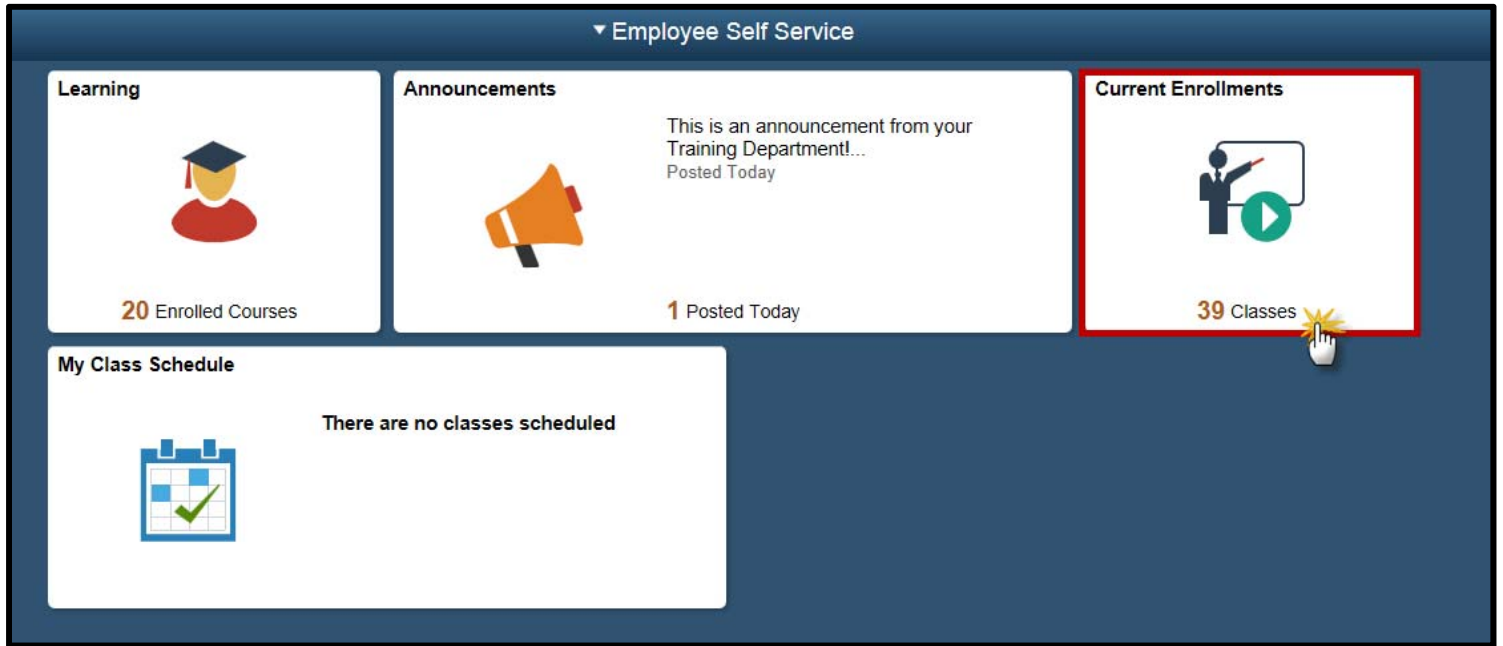 Employee Self Service
Learning
20 Enrolled Courses
Announcements
This is an announcement from your
Training Department!...
Posted Today
1 Posted Today
Current Enrollments
39 Classes
My Class Schedule
There are no classes scheduled